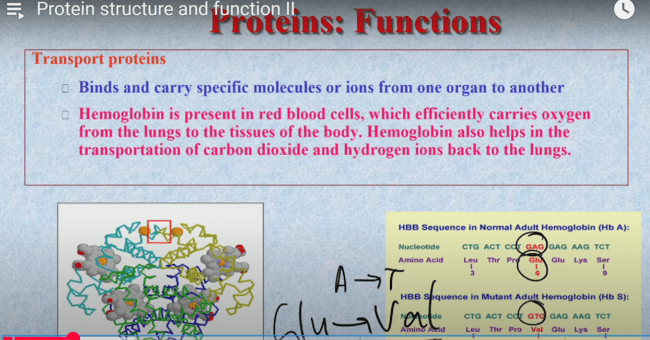 Protein structure and function II
Proteins: Functions
Transport proteins
Binds and carry specific molecules or ions from one organ to another
Hemoglobin is present in red blood cells, which efficiently carries oxygen
from the lungs to the tissues of the body. Hemoglobin also helps in the
transportation of carbon dioxide and hydrogen ions back to the lungs.
HBB Sequence in Normal Adult Hemoglobin (Hb A):
Nucleotide CTG ACT CCT GAG GAG AAG TCT
Amino Acid Leu Thr Pro Glu Glu Lys Ser
3 6 9
A→T
HBB Sequence in Mutant Adult Hemoglobin (Hb S):
Glu→Val
Nucleotide CTG ACT CCT GTG GAG AAG TCT
Amino Acid Leu Thr Pro Val Glu Lys Ser